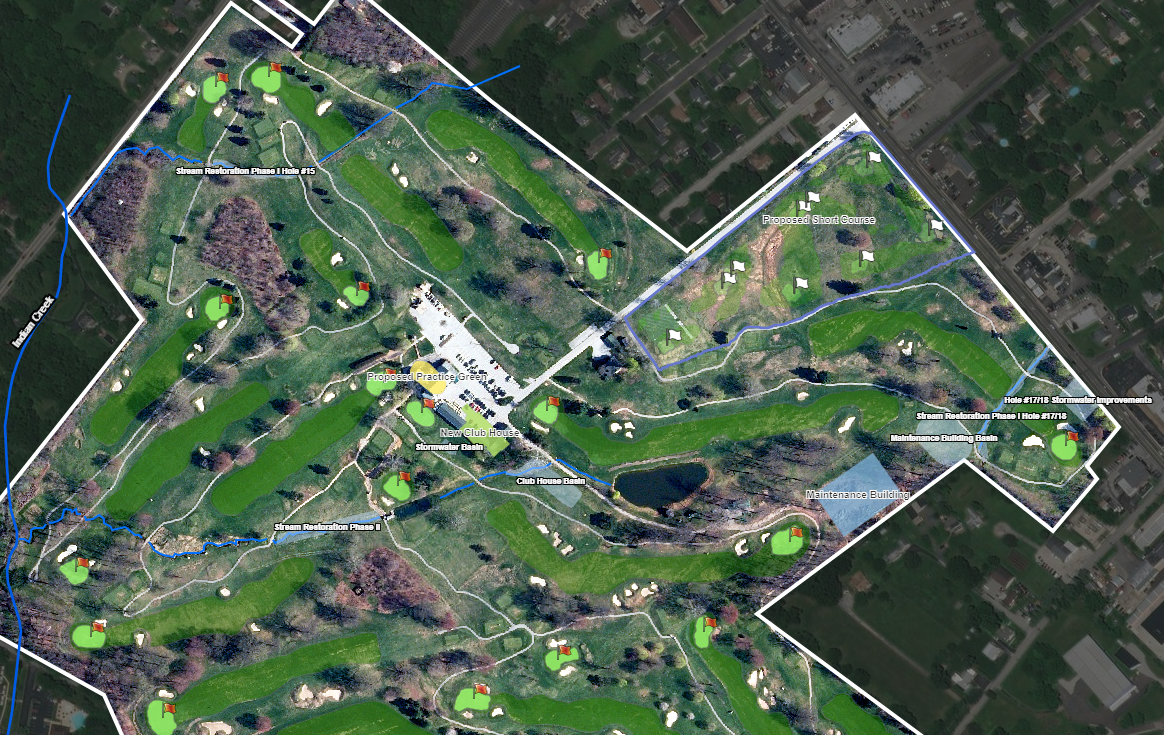 Stream Restoration Phase I Hole #15
Proposed Short Course
Indian Creek
Proposed Practice Green
Hole #17/18 Stormwater Improvements
Stream Restoration Phase I Hole #17/18
New Club House
Maintenance Building Basin
Stormwater Basin
Club House Basin
Maintenance Building
Stream Restoration Phase II